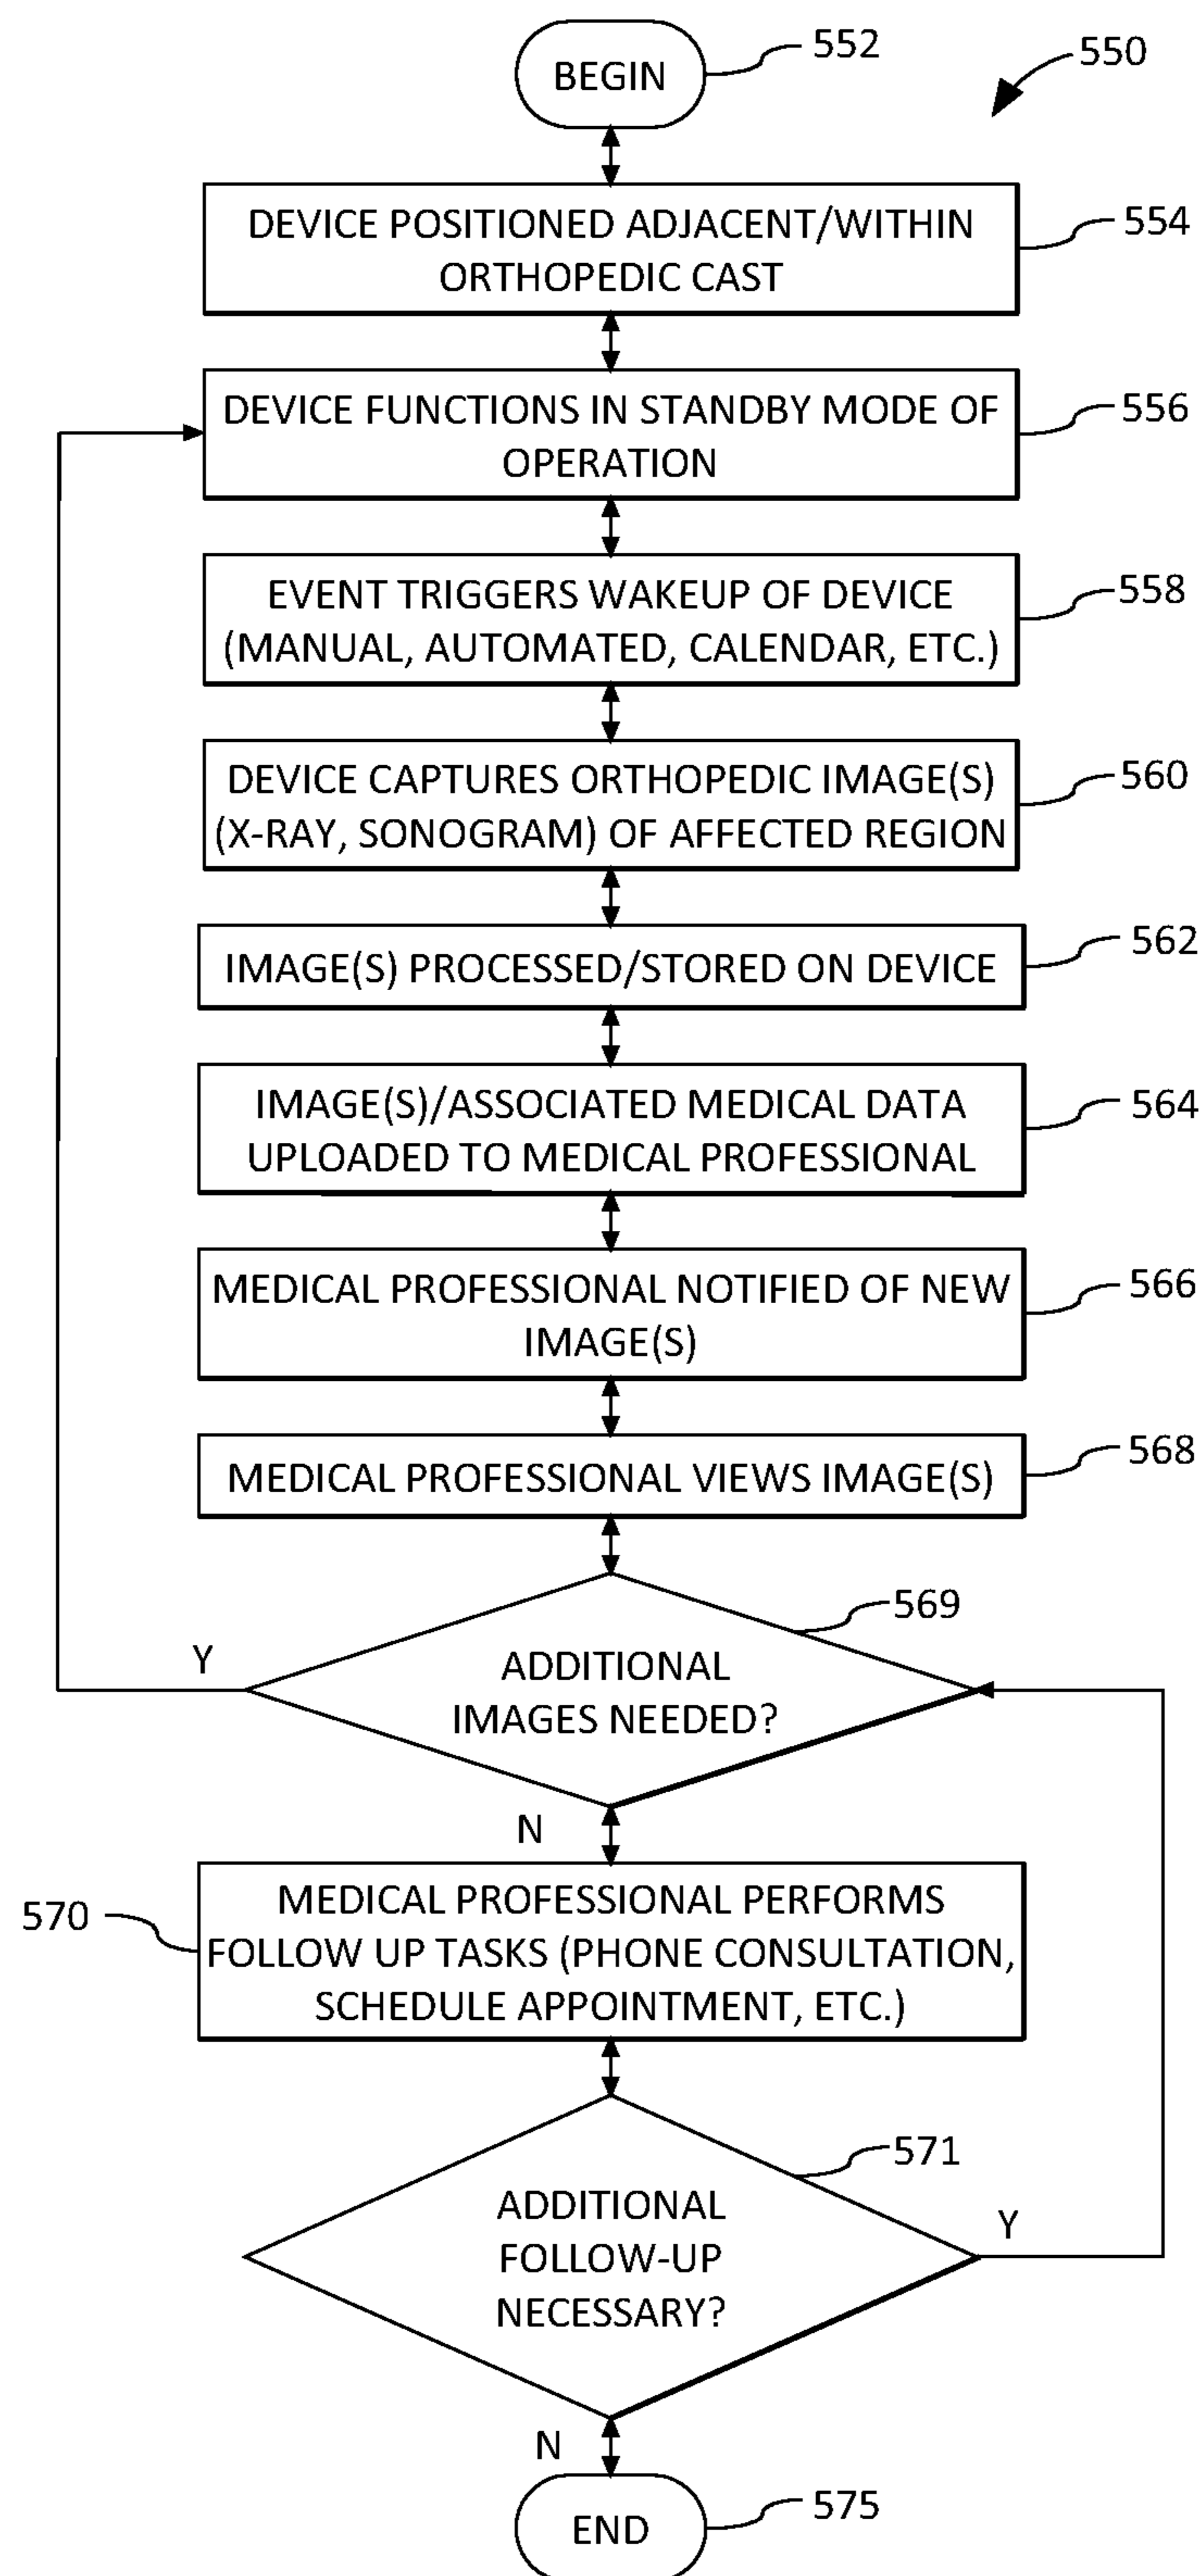 BEGIN
552
550
DEVICE POSITIONED ADJACENT/WITHIN
ORTHOPEDIC CAST
554
DEVICE FUNCTIONS IN STANDBY MODE OF
OPERATION
556
EVENT TRIGGERS WAKEUP OF DEVICE
(MANUAL, AUTOMATED, CALENDAR, ETC.)
558
DEVICE CAPTURES ORTHOPEDIC IMAGE(S)
(X-RAY, SONOGRAM) OF AFFECTED REGION
560
IMAGE(S) PROCESSED/STORED ON DEVICE
562
IMAGE(S)/ASSOCIATED MEDICAL DATA
UPLOADED TO MEDICAL PROFESSIONAL
564
MEDICAL PROFESSIONAL NOTIFIED OF NEW
IMAGE(S)
566
MEDICAL PROFESSIONAL VIEWS IMAGE(S)
568
569
Y
ADDITIONAL
IMAGES NEEDED?
N
570
MEDICAL PROFESSIONAL PERFORMS
FOLLOW UP TASKS (PHONE CONSULTATION,
SCHEDULE APPOINTMENT, ETC.)
571
ADDITIONAL
FOLLOW-UP
NECESSARY?
Y
N
END
575